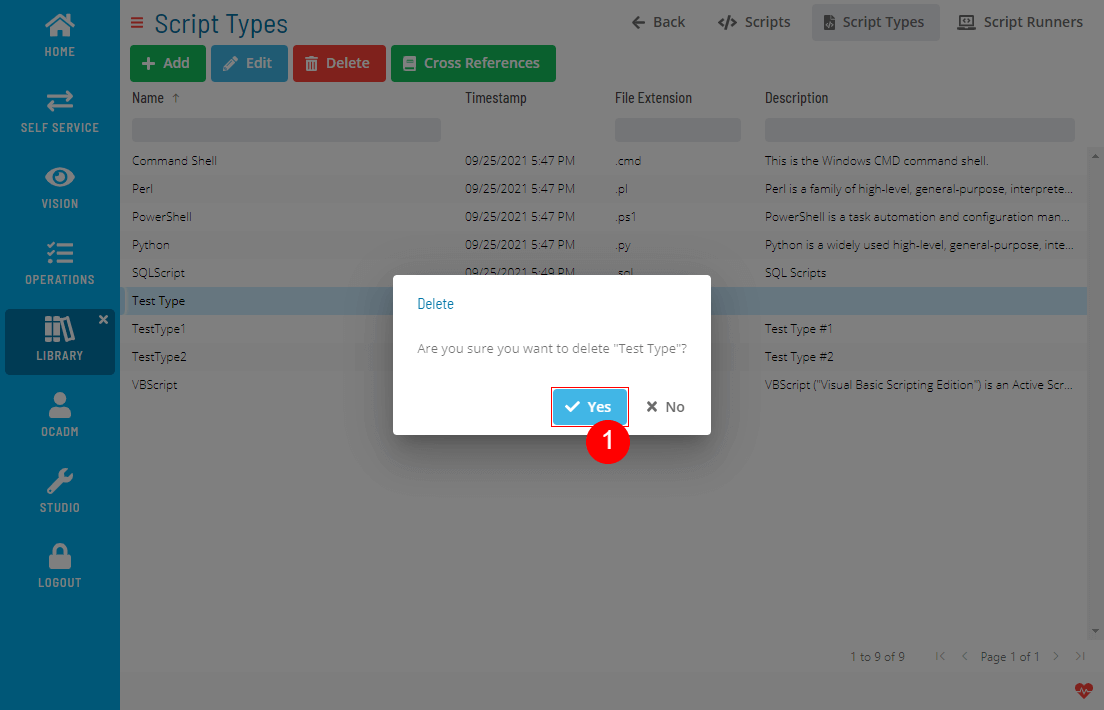 HOME
SELF SERVICE
VISION
OPERATIONS
LIBRARY
OCADM
STUDIO
LOGOUT
Script Types
Back
Scripts
Script Types
Script Runners
Add
Edit
Delete
Cross References
Name Timestamp File Extension Description
Command Shell 09/25/2021 5:47 PM .cmd This is the Windows CMD command shell.
Perl 09/25/2021 5:47 PM .pl Perl is a family of high-level, general-purpose, interprete...
PowerShell 09/25/2021 5:47 PM .ps1 PowerShell is a task automation and configuration man...
Python 09/25/2021 5:47 PM .py Python is a widely used high-level, general-purpose, inte...
SQLScript 09/25/2021 5:49 PM .sql SQL Scripts
Test Type
TestType1 Test Type #1
TestType2 Test Type #2
VBScript VBScript ("Visual Basic Scripting Edition") is an Active Scr...
Delete
Are you sure you want to delete "Test Type"?
Yes
No
1
1 to 9 of 9 Page 1 of 1